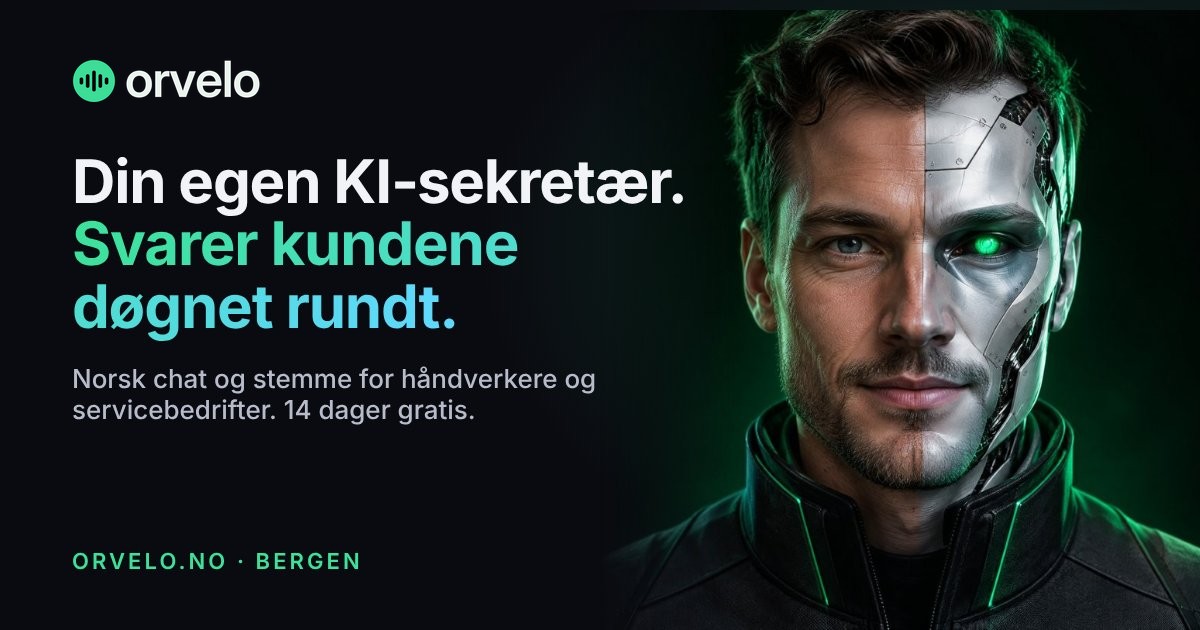 orvelo
Din egen KI-sekretær.
Svarer kundene
døgnet rundt.
Norsk chat og stemme for håndverkere og
servicebedrifter. 14 dager gratis.
ORVELO.NO · BERGEN